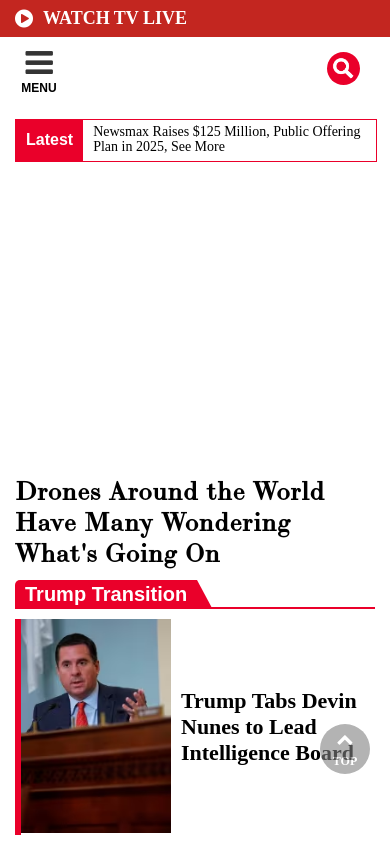 WATCH TV LIVE
MENU
Latest
Newsmax Raises $125 Million, Public Offering
Plan in 2025, See More
Drones Around the World
Have Many Wondering
What's Going On
Trump Transition
Trump Tabs Devin
Nunes to Lead
Intelligence Board
TOP